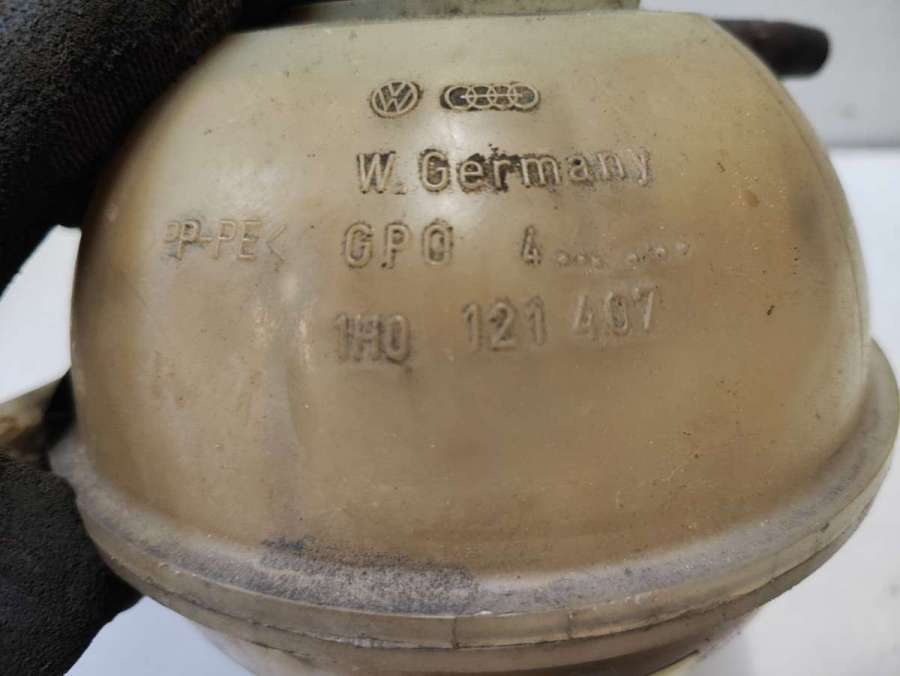 W. Germany
PP-PE< GPO 4... ....
1H0 121 407